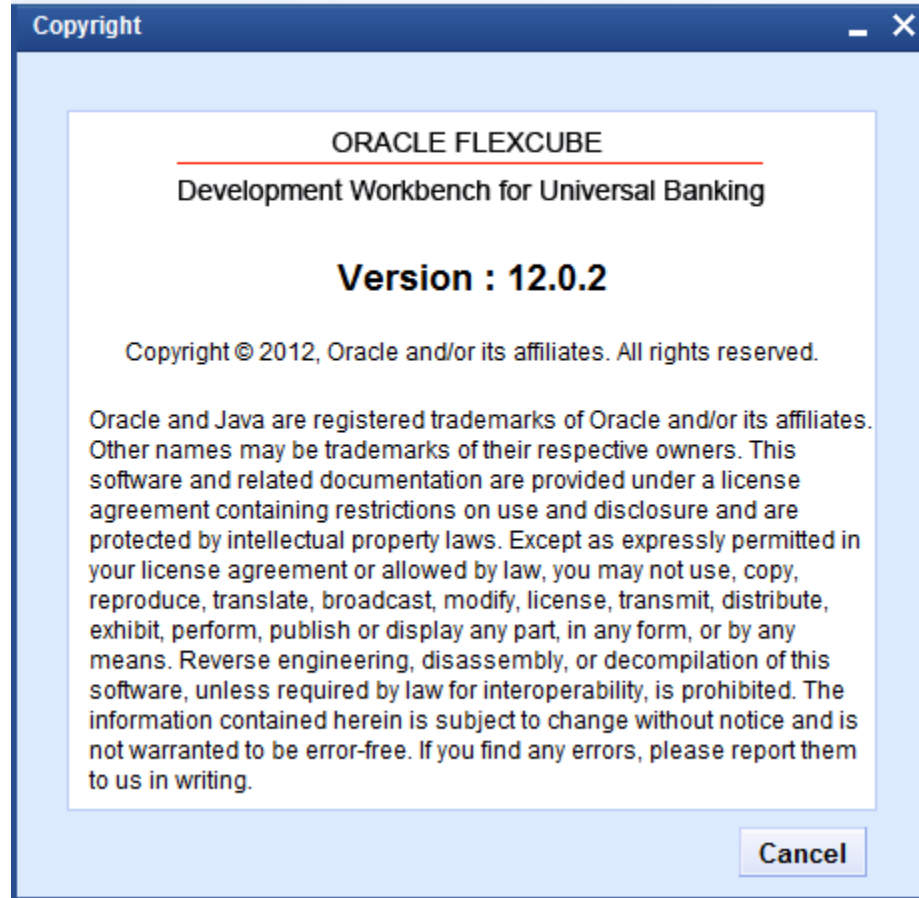 Copyright
ORACLE FLEXCUBE
Development Workbench for Universal Banking
Version : 12.0.2
Copyright © 2012, Oracle and/or its affiliates. All rights reserved.
Oracle and Java are registered trademarks of Oracle and/or its affiliates.
Other names may be trademarks of their respective owners. This
software and related documentation are provided under a license
agreement containing restrictions on use and disclosure and are
protected by intellectual property laws. Except as expressly permitted in
your license agreement or allowed by law, you may not use, copy,
reproduce, translate, broadcast, modify, license, transmit, distribute,
exhibit, perform, publish or display any part, in any form, or by any
means. Reverse engineering, disassembly, or decompilation of this
software, unless required by law for interoperability, is prohibited. The
information contained herein is subject to change without notice and is
not warranted to be error-free. If you find any errors, please report them
to us in writing.
Cancel